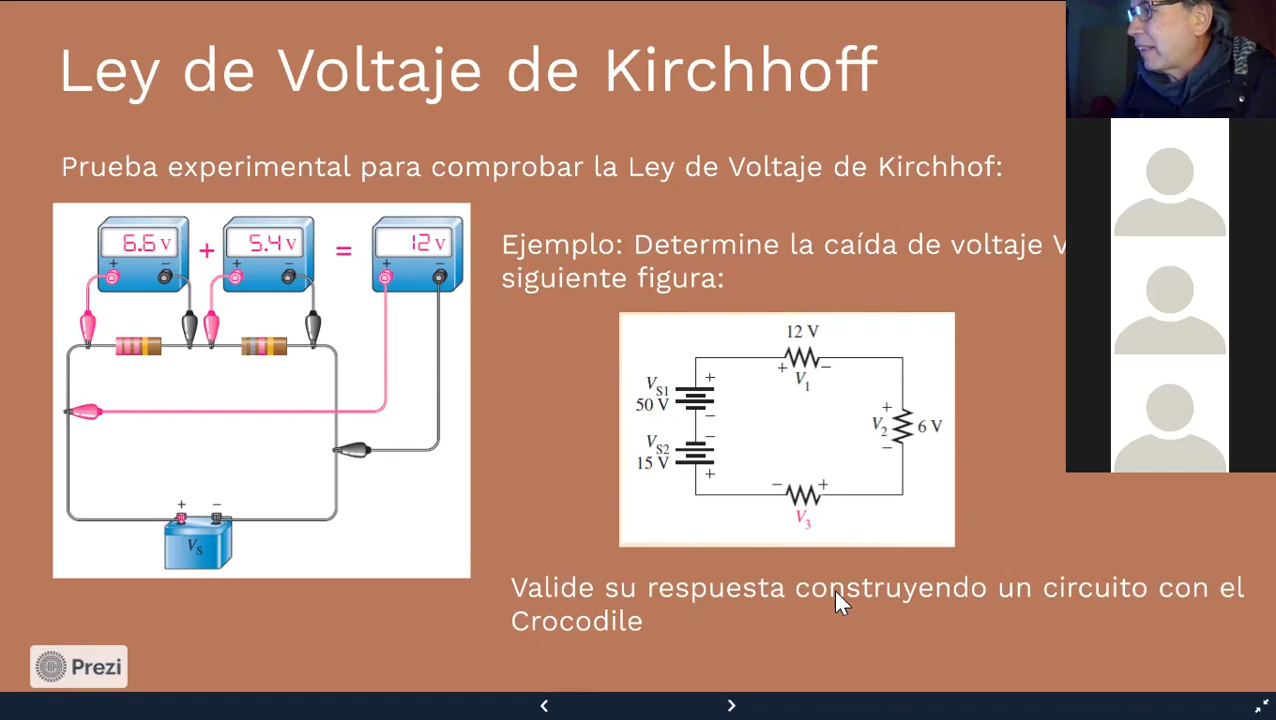 Ley de Voltaje de Kirchhoff
Prueba experimental para comprobar la Ley de Voltaje de Kirchhof:
6.6 V + 5.4 V = 12 V
+ - + - + -
+ -
VS
Ejemplo: Determine la caída de voltaje V
siguiente figura:
12 V
+ V1 -
VS1
50 V
+
-
VS2
15 V
-
+
+
V2 6 V
-
- +
V3
Valide su respuesta construyendo un circuito con el
Crocodile
Prezi